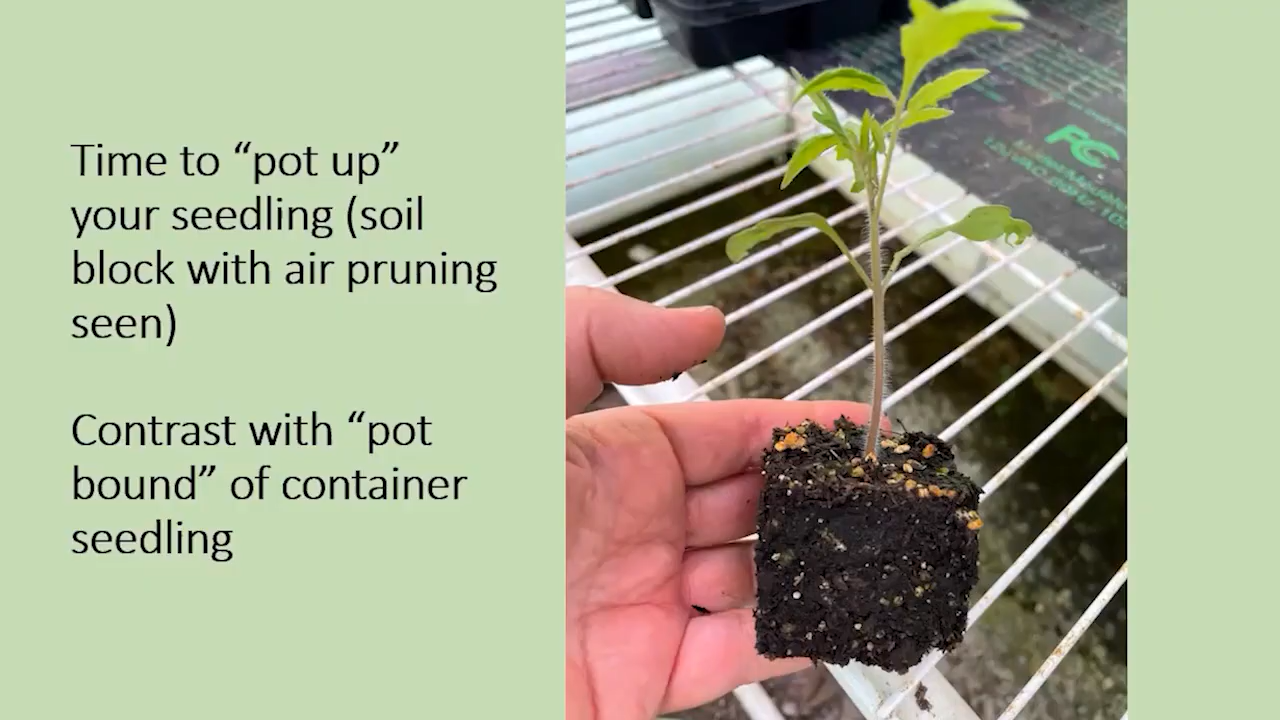 Time to “pot up”
your seedling (soil
block with air pruning
seen)
Contrast with “pot
bound” of container
seedling